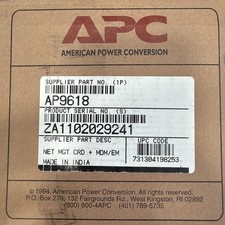 APC
AMERICAN POWER CONVERSION
SUPPLIER PART NO. (1P)
AP9618
PRODUCT SERIAL NO. (S)
ZA1102029241
SUPPLIER PART DESC
UPC CODE
NET MGT CRD + MDM/EM
731304198253
MADE IN INDIA
© 1994. American Power Conversion. All rights reserved.
P.O. Box 278, 132 Fairgrounds Rd., West Kingston, RI 02892
(800) 800-4APC (401) 789-5735